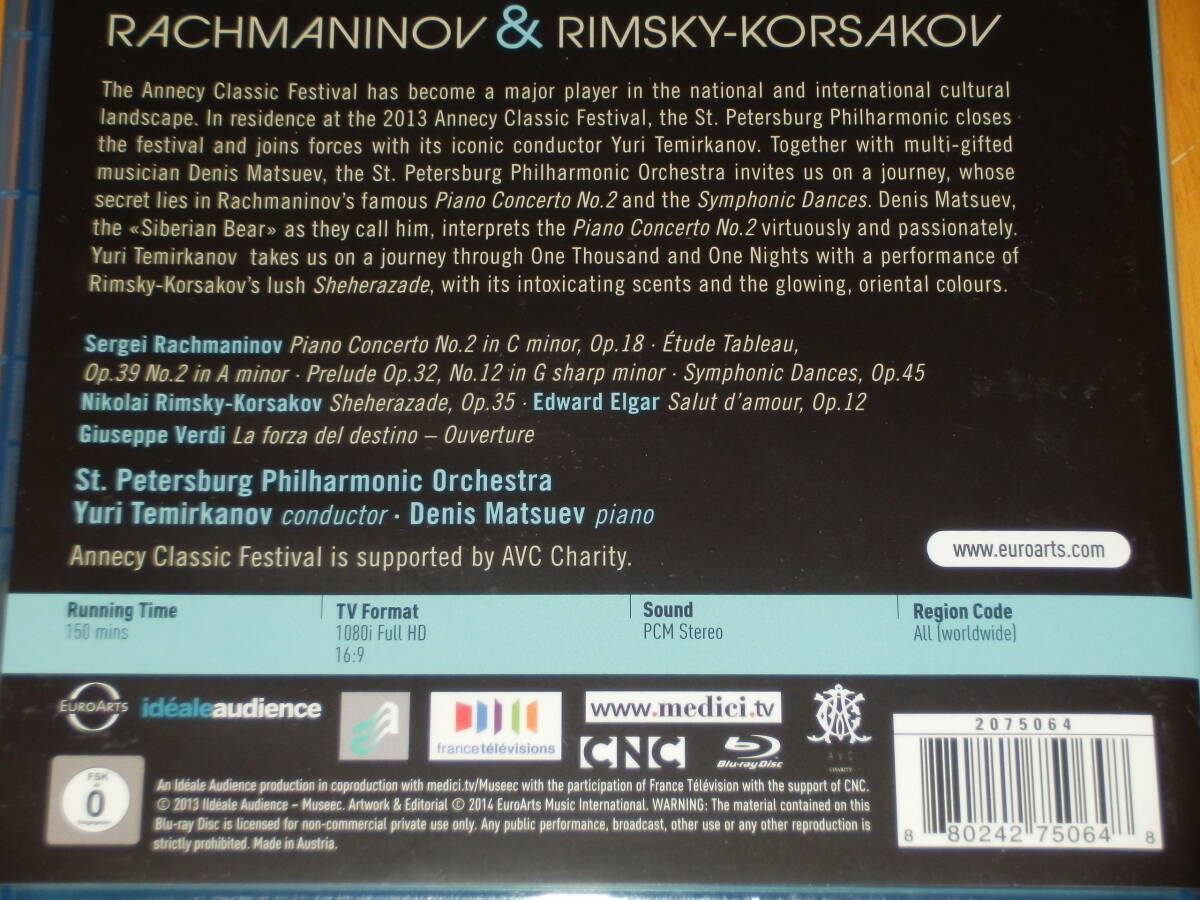 RACHMANINOV & RIMSKY-KORSAKOV
The Annecy Classic Festival has become a major player in the national and international cultural
landscape. In residence at the 2013 Annecy Classic Festival, the St. Petersburg Philharmonic closes
the festival and joins forces with its iconic conductor Yuri Temirkanov. Together with multi-gifted
musician Denis Matsuev, the St. Petersburg Philharmonic Orchestra invites us on a journey, whose
secret lies in Rachmaninov's famous Piano Concerto No.2 and the Symphonic Dances. Denis Matsuev,
the «Siberian Bear» as they call him, interprets the Piano Concerto No.2 virtuously and passionately.
Yuri Temirkanov takes us on a journey through One Thousand and One Nights with a performance of
Rimsky-Korsakov's lush Sheherazade, with its intoxicating scents and the glowing, oriental colours.
Sergei Rachmaninov Piano Concerto No.2 in C minor, Op.18 · Étude Tableau,
Op.39 No.2 in A minor · Prelude Op.32, No.12 in G sharp minor · Symphonic Dances, Op.45
Nikolai Rimsky-Korsakov Sheherazade, Op.35 · Edward Elgar Salut d'amour, Op.12
Giuseppe Verdi La forza del destino – Ouverture
St. Petersburg Philharmonic Orchestra
Yuri Temirkanov conductor · Denis Matsuev piano
Annecy Classic Festival is supported by AVC Charity.
www.euroarts.com
Running Time
150 mins
TV Format
1080i Full HD
16:9
Sound
PCM Stereo
Region Code
All (worldwide)
EUROARTS
idéaleaudience
francetélévisions
www.medici.tv
CNC
Blu-ray Disc
AVC
CHARITY
2075064
FSK
0
An Idéale Audience production in coproduction with medici.tv/Museec with the participation of France Télévision with the support of CNC.
© 2013 IIdéale Audience – Museec. Artwork & Editorial © 2014 EuroArts Music International. WARNING: The material contained on this
Blu-ray Disc is licensed for non-commercial private use only. Any public performance, broadcast, other use or any other reproduction is
strictly prohibited. Made in Austria.
8 80242 75064 8